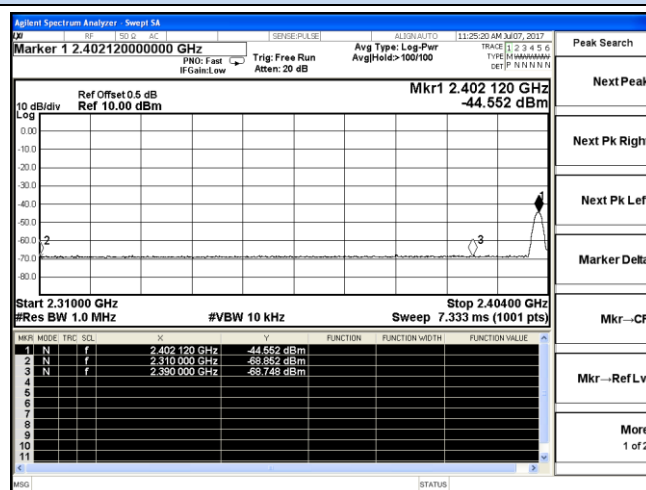 Agilent Spectrum Analyzer - Swept SA
LXI RF 50 Ω AC SENSE:PULSE ALIGNAUTO 11:25:20 AM Jul 07, 2017
Marker 1 2.402120000000 GHz
PNO: Fast
IFGain:Low
Trig: Free Run
Atten: 20 dB
Avg Type: Log-Pwr
Avg|Hold:>100/100
TRACE 1 2 3 4 5 6
TYPE M
DET P N N N N N
Ref Offset 0.5 dB
Ref 10.00 dBm
10 dB/div
Log
Mkr1 2.402 120 GHz
-44.552 dBm
0.00
-10.0
-20.0
-30.0
-40.0
-50.0
-60.0
-70.0
-80.0
1
2
3
Start 2.31000 GHz
Stop 2.40400 GHz
#Res BW 1.0 MHz #VBW 10 kHz Sweep 7.333 ms (1001 pts)
MKR MODE TRC SCL X Y FUNCTION FUNCTION WIDTH FUNCTION VALUE
1 N f 2.402 120 GHz -44.552 dBm
2 N f 2.310 000 GHz -68.852 dBm
3 N f 2.390 000 GHz -68.748 dBm
4
5
6
7
8
9
10
11
MSG STATUS
Peak Search
Next Peak
Next Pk Right
Next Pk Left
Marker Delta
Mkr→CF
Mkr→Ref Lv
More
1 of 2